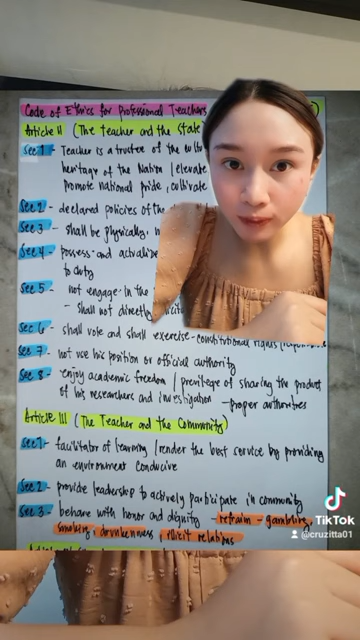 Code of Ethics for Professional Teachers
Article II (The Teacher and the State
Sec 1 - Teacher is a trustee of the
heritage of the Nation / elevate
promote national pride, cultivate
Sec 2 - declared policies of the
Sec 3 - shall be physically,
Sec 4 - possess and
to duty
Sec 5 - not engage in the
- shall not directly
Sec 6 - shall vote and shall exercise - constitutional rights
Sec 7 - not use his position or official authority
Sec 8 - enjoy academic freedom / previlege of sharing the product
of his researchers and investigation - proper authorities
Article III (The Teacher and the Community)
Sec 1 - facilitator of learning / render the best service by providing
an environment conducive
Sec 2 - provide leadership to actively participate in community
Sec 3 - behave with honor and dignity - refrain - gambling,
smoking, drunkenness, illicit relations
TikTok
@cruzitta01